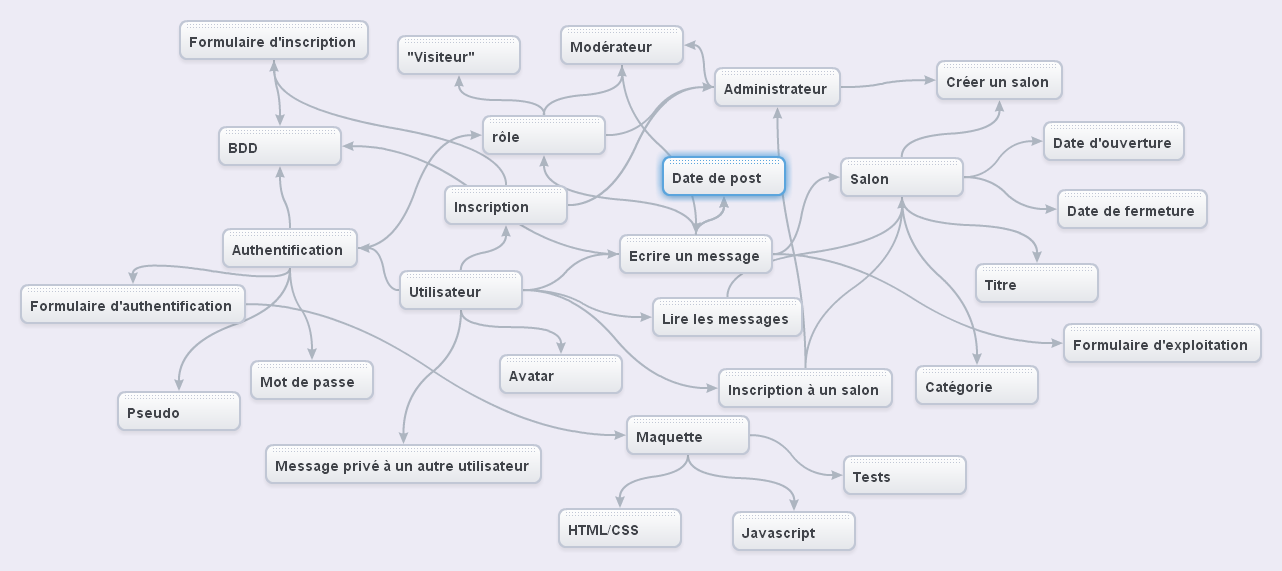 Formulaire d'inscription
"Visiteur"
Modérateur
Administrateur
Créer un salon
BDD
rôle
Date d'ouverture
Date de post
Salon
Inscription
Date de fermeture
Authentification
Ecrire un message
Utilisateur
Titre
Formulaire d'authentification
Lire les messages
Formulaire d'exploitation
Mot de passe
Avatar
Inscription à un salon
Catégorie
Pseudo
Maquette
Message privé à un autre utilisateur
Tests
HTML/CSS
Javascript